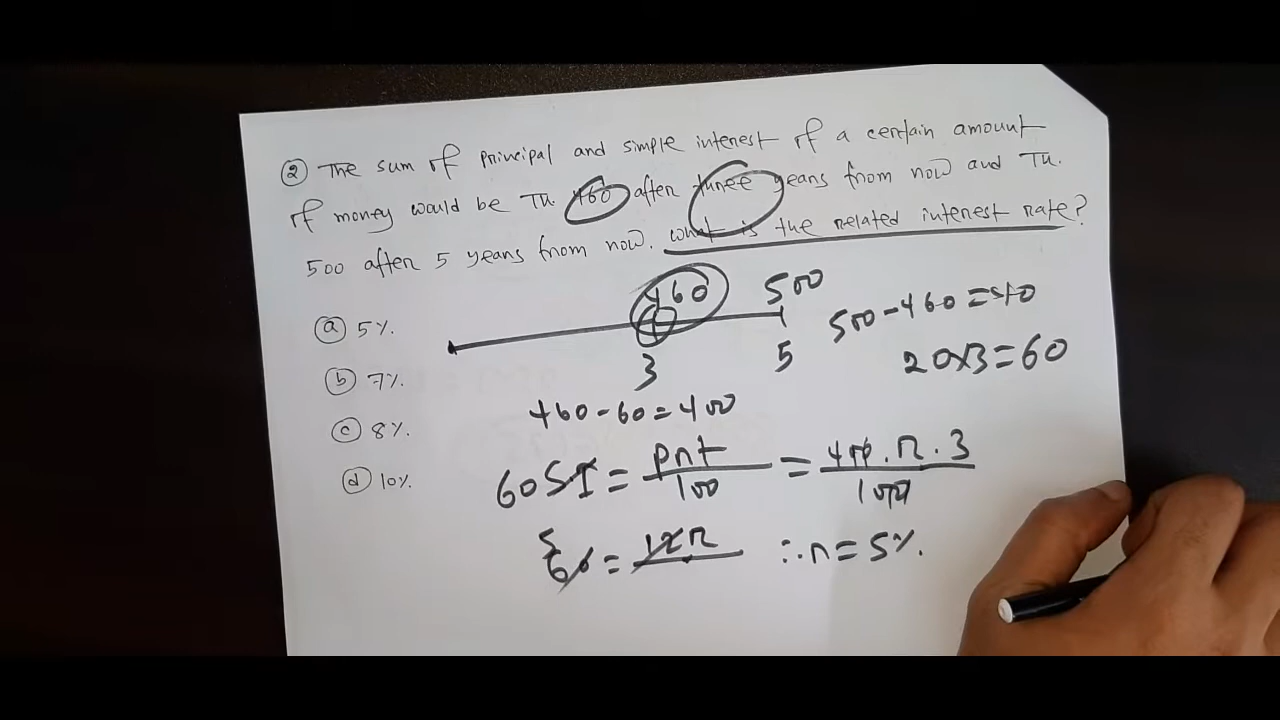 ② The sum of principal and simple interest of a certain amount
of money would be Tk. 460 after three years from now and Tk.
500 after 5 years from now. what is the related interest rate?
ⓐ 5%.
ⓑ 7%.
ⓒ 8%.
ⓓ 10%.
460 500
3 5
500-460=40
20×3=60
460-60=400
60 SI = prt/100 = 400.r.3/100
5
60 = 12r ∴r=5%.